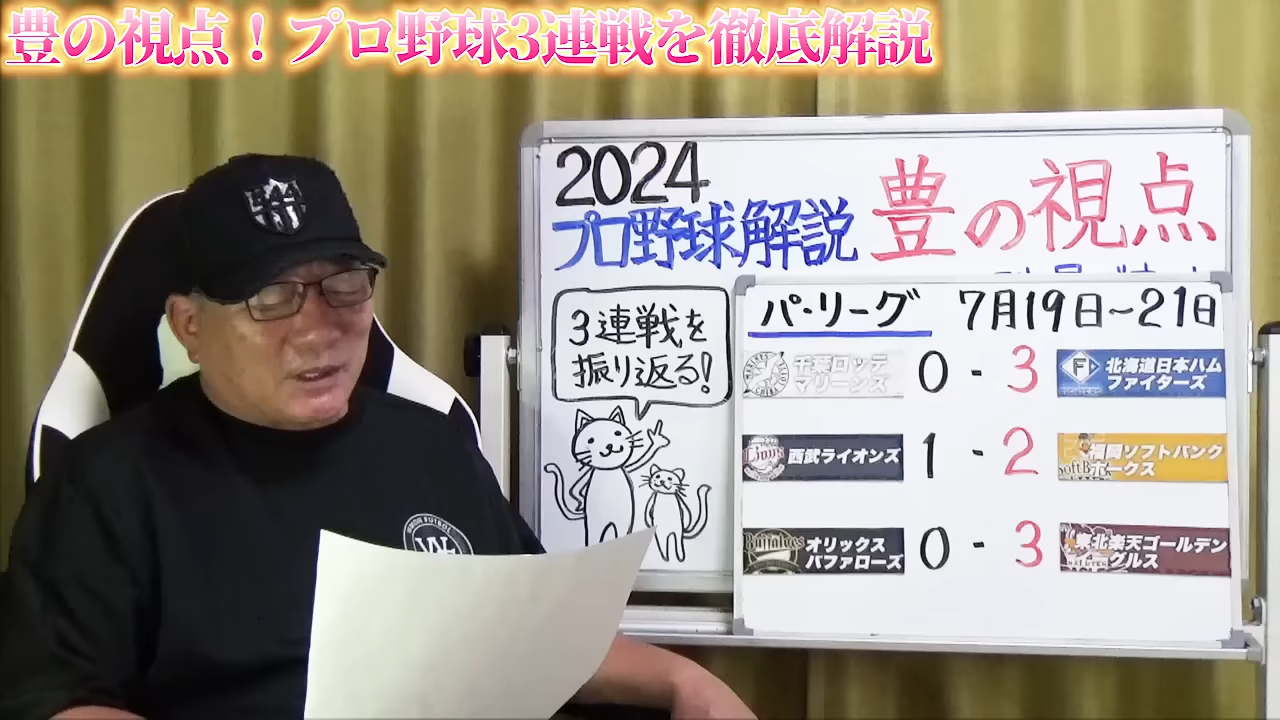 豊の視点！プロ野球3連戦を徹底解説
2024
プロ野球解説 豊の視点
3連戦を
振り返る!
パ・リーグ 7月19日~21日
千葉ロッテ
マリーンズ
0 - 3
北海道日本ハム
ファイターズ
西武ライオンズ
1 - 2
福岡ソフトバンク
ホークス
Buffaloes
オリックス
バファローズ
0 - 3
東北楽天ゴールデン
グルス